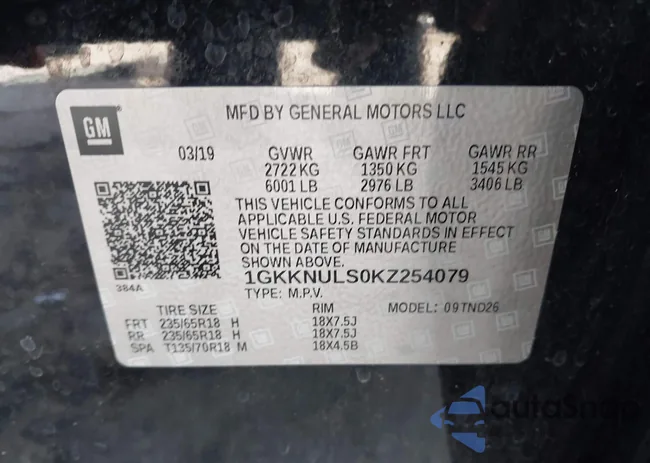 GM
MFD BY GENERAL MOTORS LLC
03/19 GVWR GAWR FRT GAWR RR
2722 KG 1350 KG 1545 KG
6001 LB 2976 LB 3406 LB
THIS VEHICLE CONFORMS TO ALL
APPLICABLE U.S. FEDERAL MOTOR
VEHICLE SAFETY STANDARDS IN EFFECT
ON THE DATE OF MANUFACTURE
SHOWN ABOVE.
384A
1GKKNULS0KZ254079
TYPE: M.P.V. MODEL: 09TND26
TIRE SIZE RIM
FRT 235/65R18 H 18X7.5J
RR 235/65R18 H 18X7.5J
SPA T135/70R18 M 18X4.5B